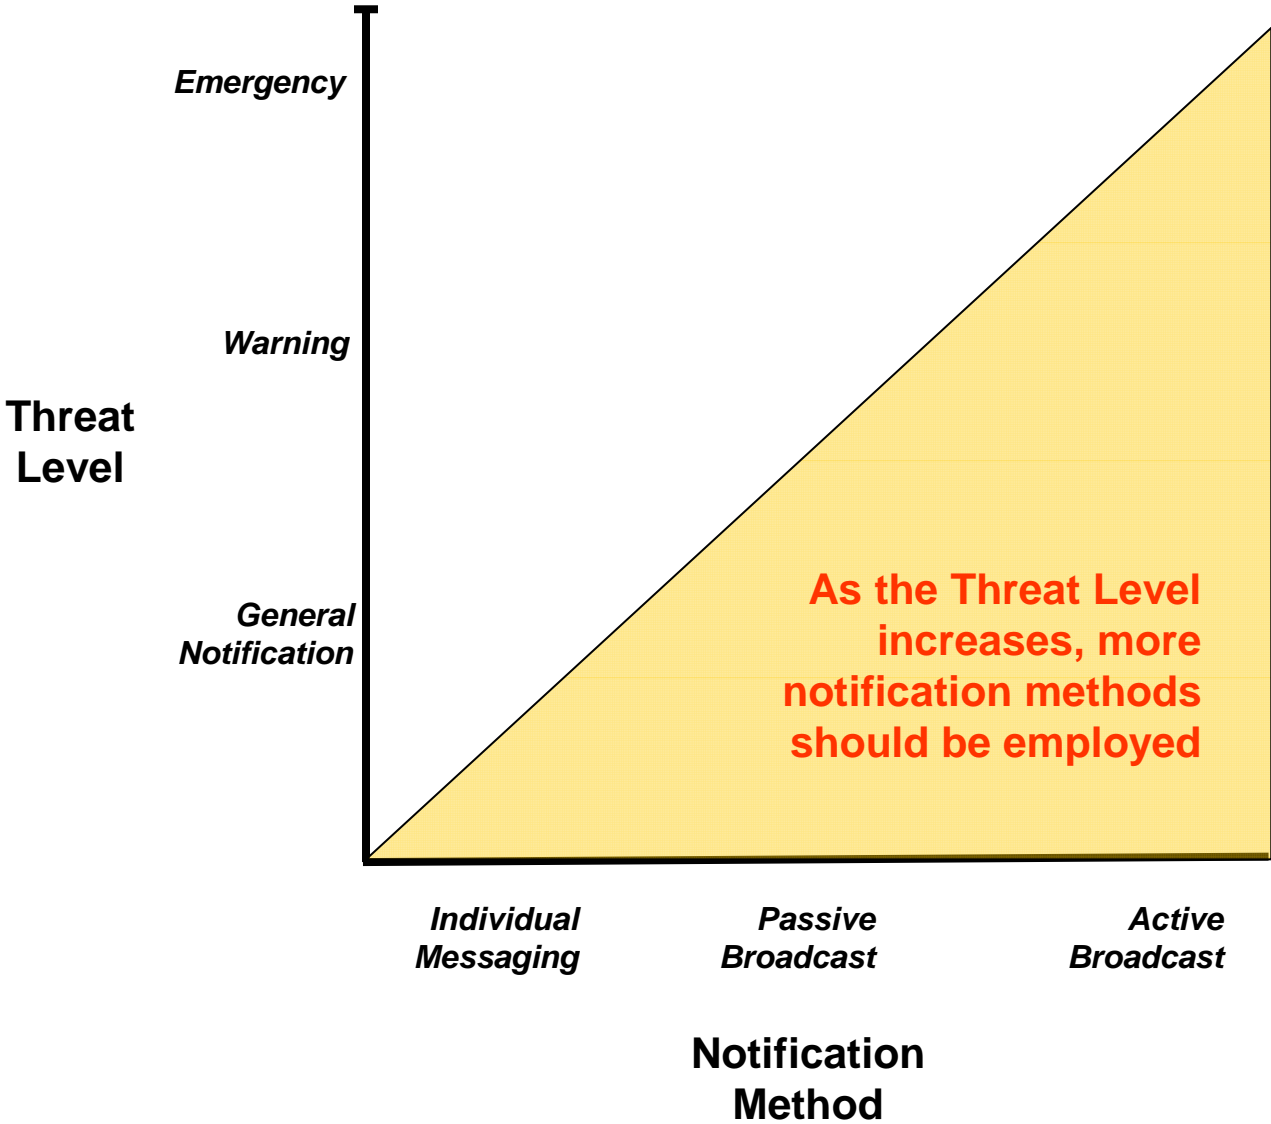 Emergency
Warning
Threat
Level
General
Notification
As the Threat Level
increases, more
notification methods
should be employed
Individual
Messaging
Passive
Broadcast
Active
Broadcast
Notification
Method